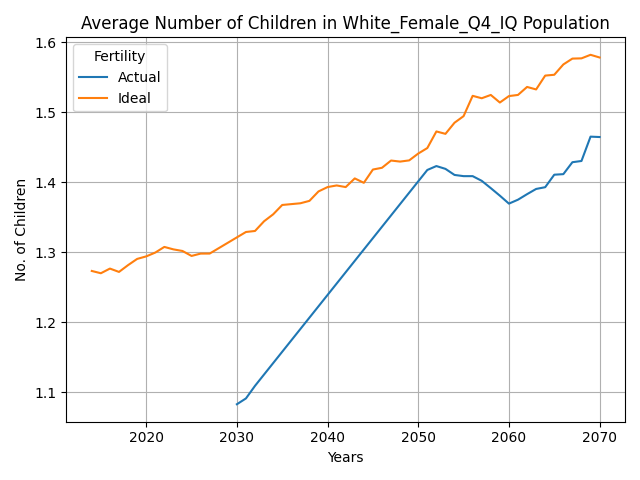 Average Number of Children in White_Female_Q4_IQ Population
Fertility
Actual
Ideal
No. of Children
1.6
1.5
1.4
1.3
1.2
1.1
2020 2030 2040 2050 2060 2070
Years